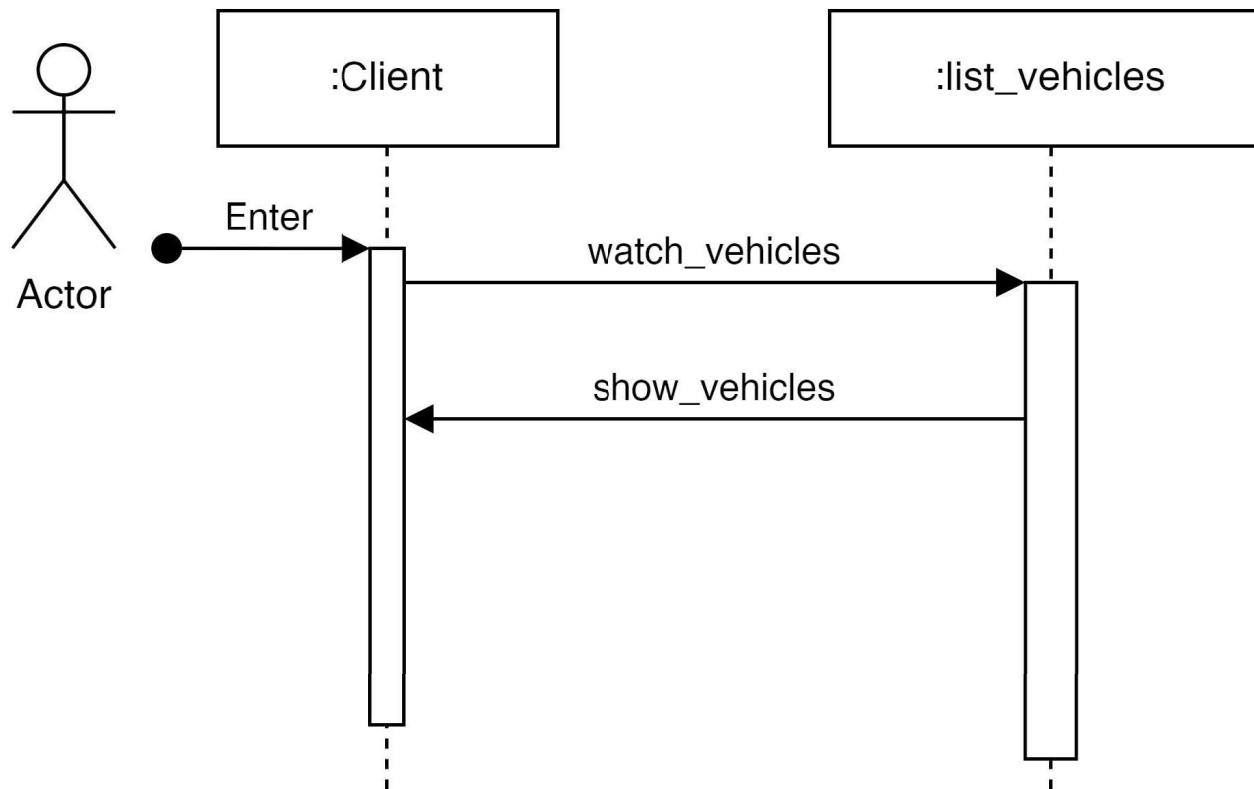 :Client
:list_vehicles
Enter
watch_vehicles
Actor
show_vehicles